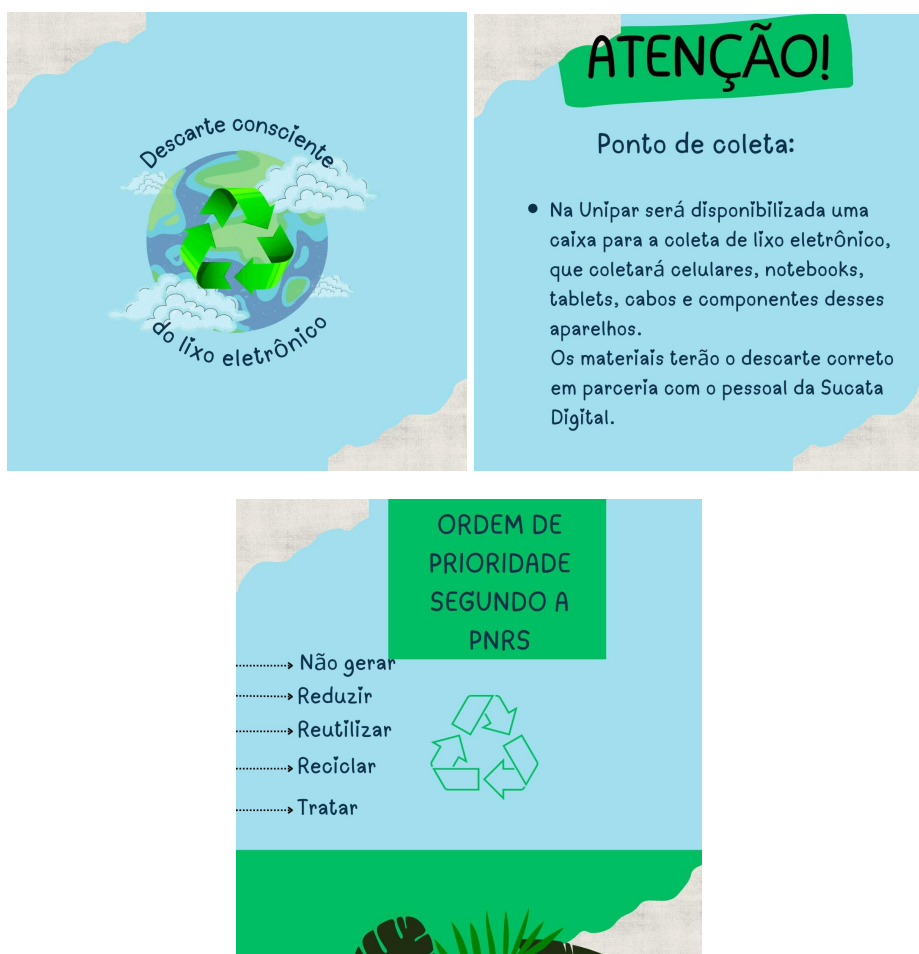 Descarte consciente
do lixo eletrônico
ATENÇÃO!
Ponto de coleta:
• Na Unipar será disponibilizada uma
caixa para a coleta de lixo eletrônico,
que coletará celulares, notebooks,
tablets, cabos e componentes desses
aparelhos.
Os materiais terão o descarte correto
em parceria com o pessoal da Sucata
Digital.
ORDEM DE
PRIORIDADE
SEGUNDO A
PNRS
Não gerar
Reduzir
Reutilizar
Reciclar
Tratar